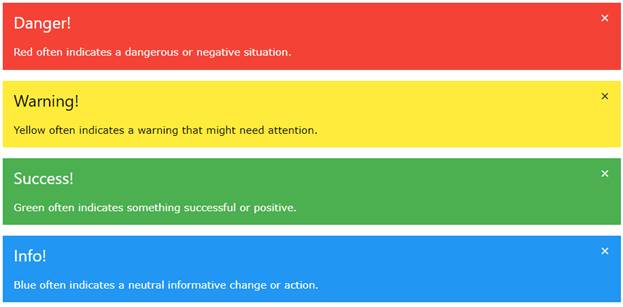 Danger!
×
Red often indicates a dangerous or negative situation.
Warning!
×
Yellow often indicates a warning that might need attention.
Success!
×
Green often indicates something successful or positive.
Info!
×
Blue often indicates a neutral informative change or action.